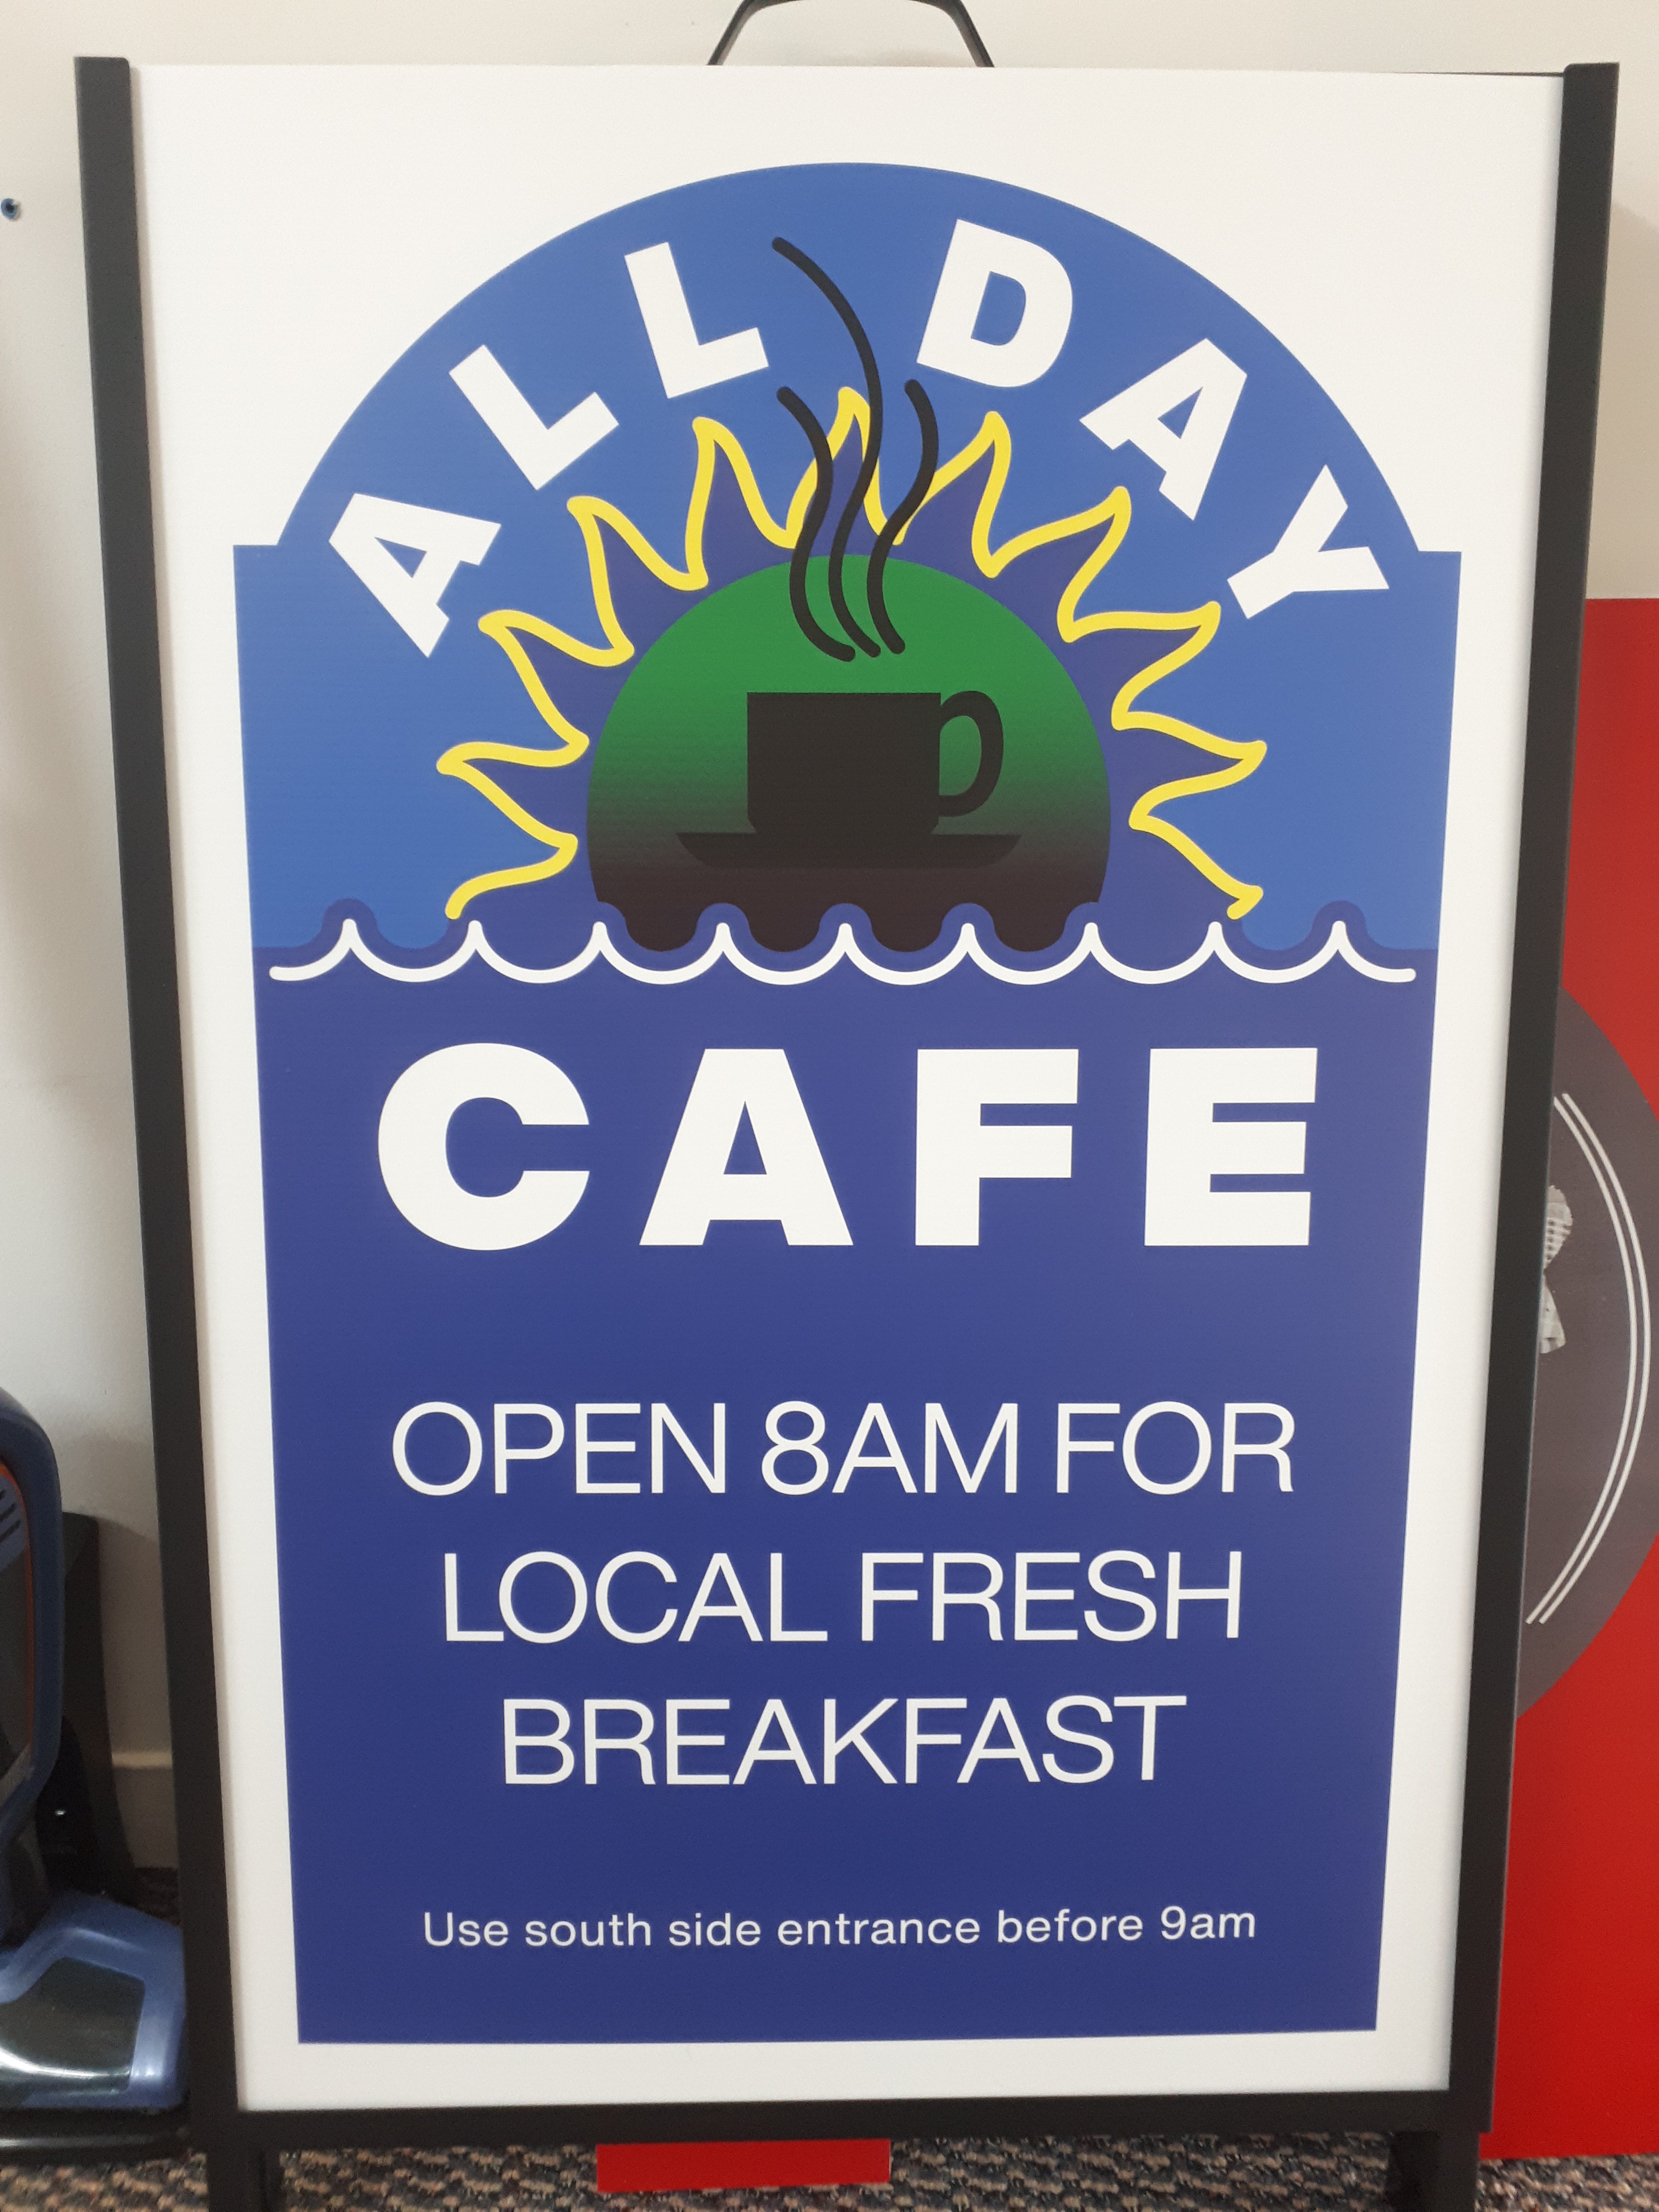 ALL DAY
CAFE
OPEN 8AM FOR
LOCAL FRESH
BREAKFAST
Use south side entrance before 9am